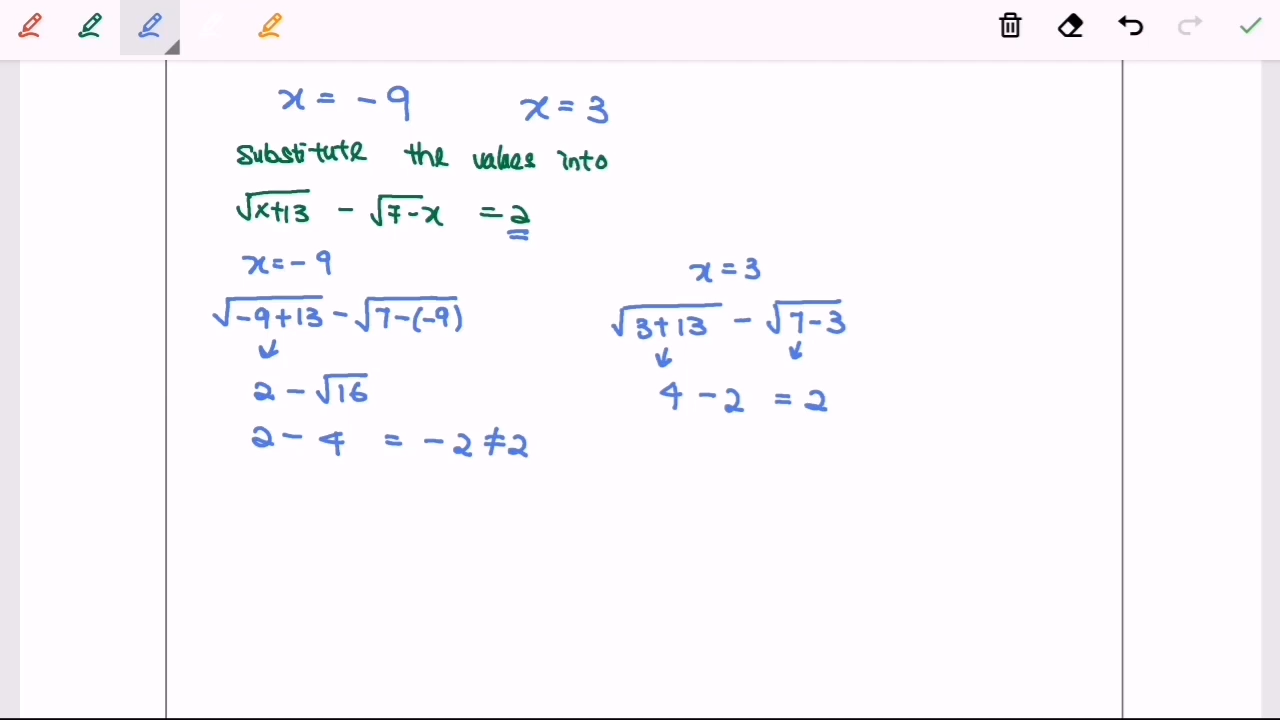 x = -9 x = 3
substitute the values into
√x+13 - √7-x = 2
x = -9
√-9+13 - √7-(-9)
2 - √16
2 - 4 = -2 ≠ 2
x = 3
√3+13 - √7-3
4 - 2 = 2